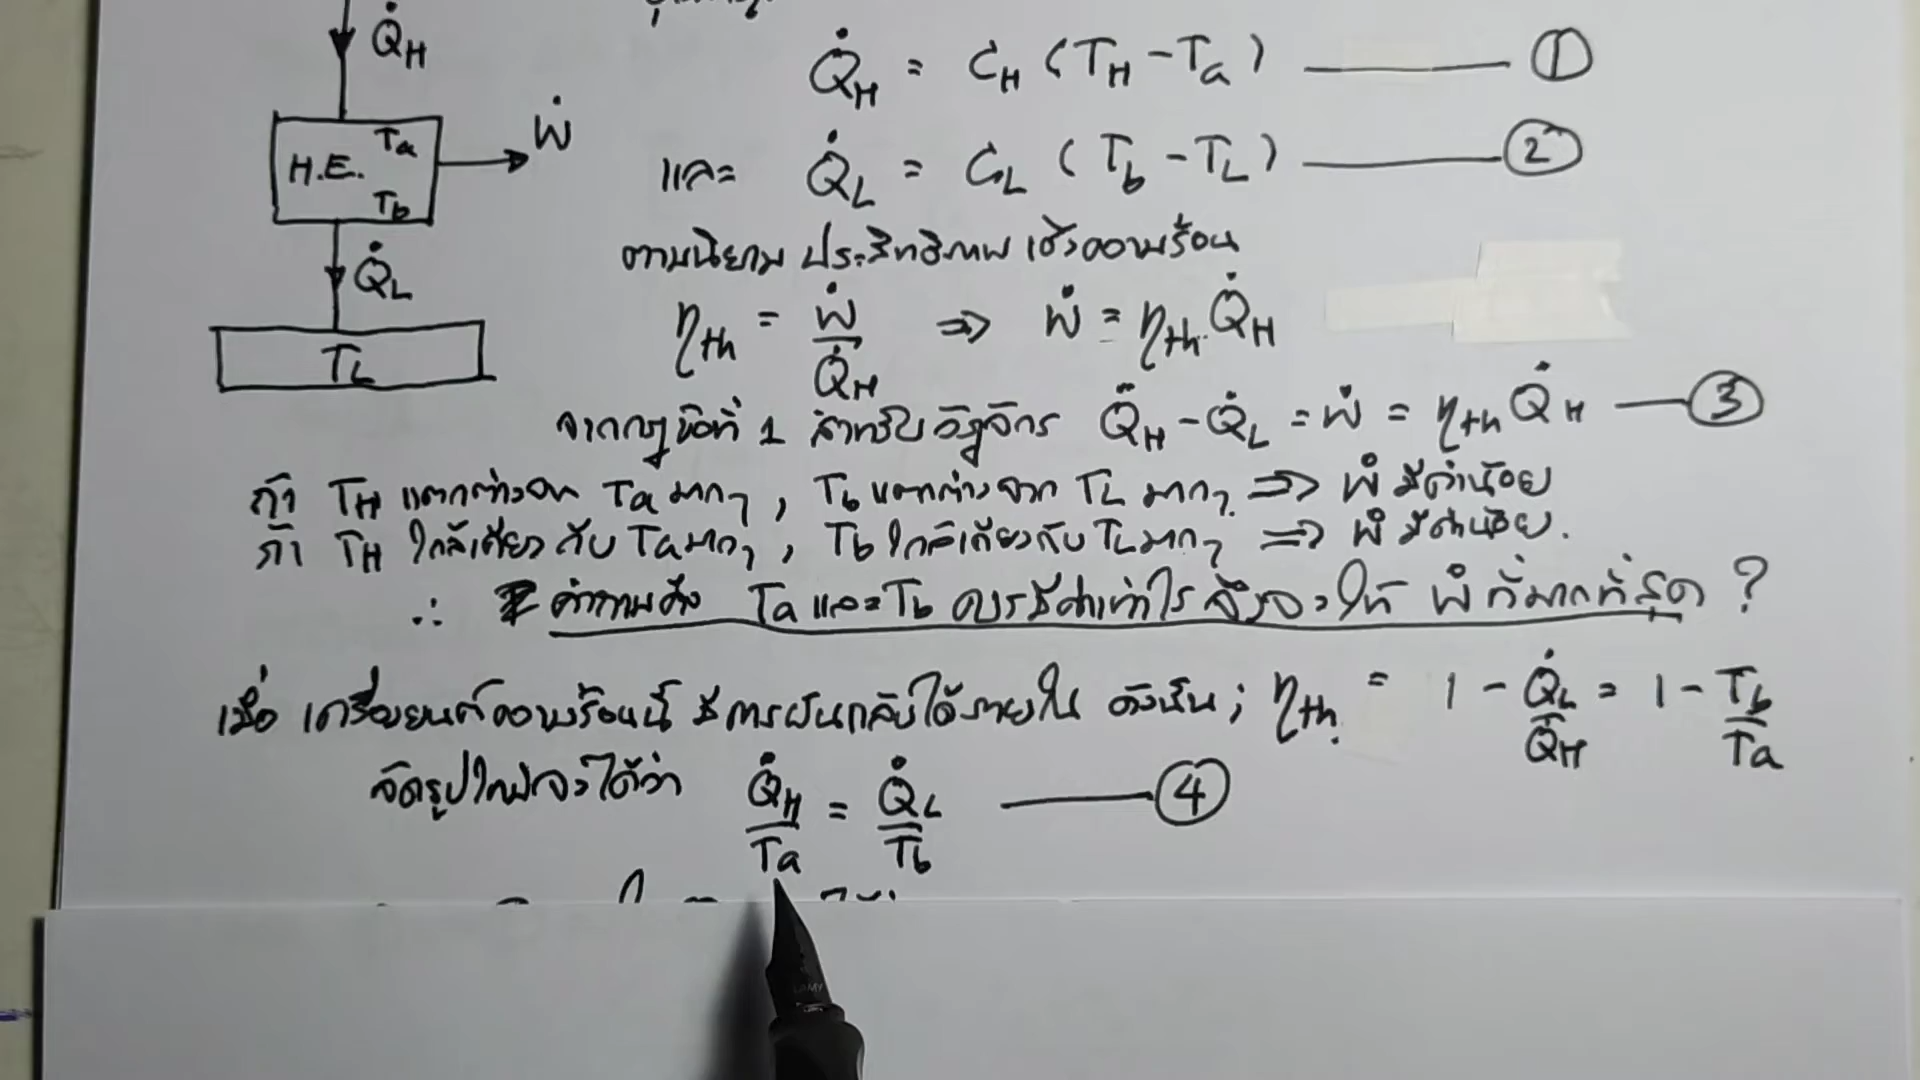 Q̇H
Q̇H = CH (TH - Ta) ①
H.E. Ta Tb
Ẇ
และ Q̇L = CL (Tb - TL) ②
ตามนิยาม ประสิทธิภาพเชิงความร้อน
Q̇L
ηth = Ẇ/Q̇H ⇒ Ẇ = ηth Q̇H
TL
จากกฎข้อที่ 1 สำหรับวัฏจักร Q̇H - Q̇L = Ẇ = ηth Q̇H ③
ถ้า TH แตกต่างจาก Ta มากๆ, Tb แตกต่างจาก TL มากๆ ⇒ Ẇ มีค่าน้อย
ถ้า TH ใกล้เคียงกับ Ta มากๆ, Tb ใกล้เคียงกับ TL มากๆ ⇒ Ẇ มีค่าน้อย.
∴ คำถามคือ Ta และ Tb ควรมีค่าเท่าไร จึงจะให้ Ẇ ที่มากที่สุด ?
เมื่อ เครื่องยนต์ความร้อนนี้ มีการผันกลับได้ภายใน ดังนั้น; ηth. = 1 - Q̇L/Q̇H = 1 - Tb/Ta
จัดรูปใหม่จะได้ว่า Q̇H/Ta = Q̇L/Tb ④
LAMY